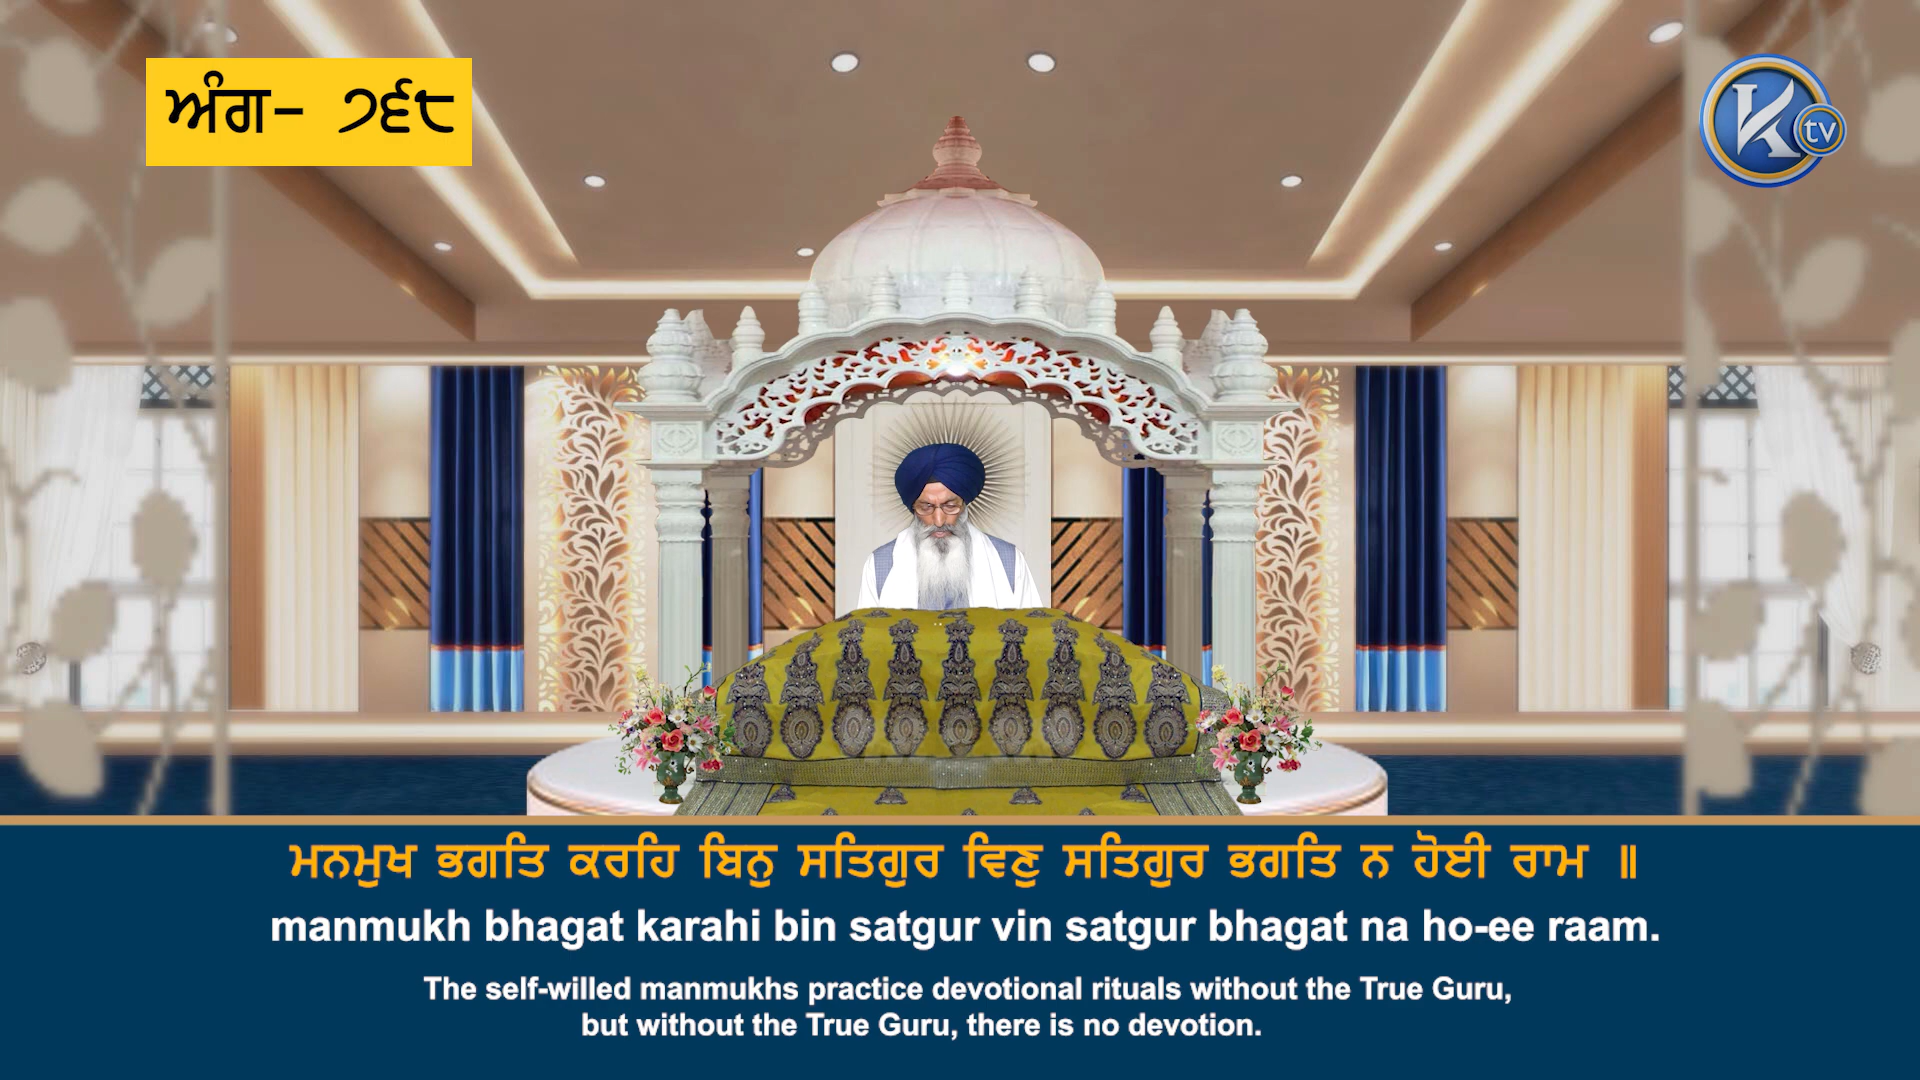 ਅੰਗ- ੭੬੮
K tv
ਮਨਮੁਖ ਭਗਤਿ ਕਰਹਿ ਬਿਨੁ ਸਤਿਗੁਰ ਵਿਣੁ ਸਤਿਗੁਰ ਭਗਤਿ ਨ ਹੋਈ ਰਾਮ ॥
manmukh bhagat karahi bin satgur vin satgur bhagat na ho-ee raam.
The self-willed manmukhs practice devotional rituals without the True Guru,
but without the True Guru, there is no devotion.